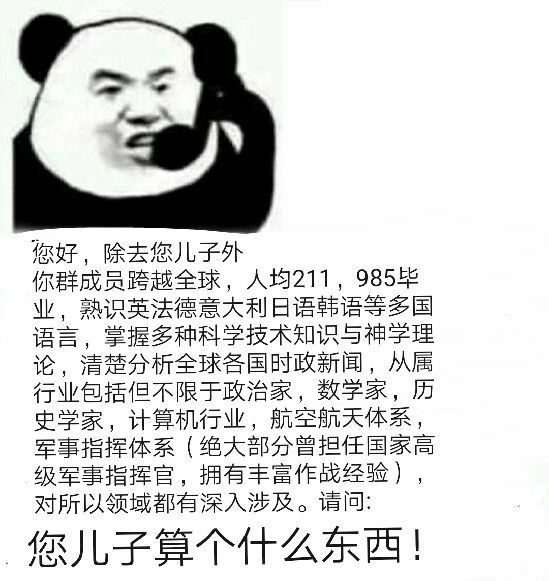 您好，除去您儿子外
你群成员跨越全球，人均211，985毕
业，熟识英法德意大利日语韩语等多国
语言，掌握多种科学技术知识与神学理
论，清楚分析全球各国时政新闻，从属
行业包括但不限于政治家，数学家，历
史学家，计算机行业，航空航天体系，
军事指挥体系（绝大部分曾担任国家高
级军事指挥官，拥有丰富作战经验），
对所以领域都有深入涉及。请问:
您儿子算个什么东西！